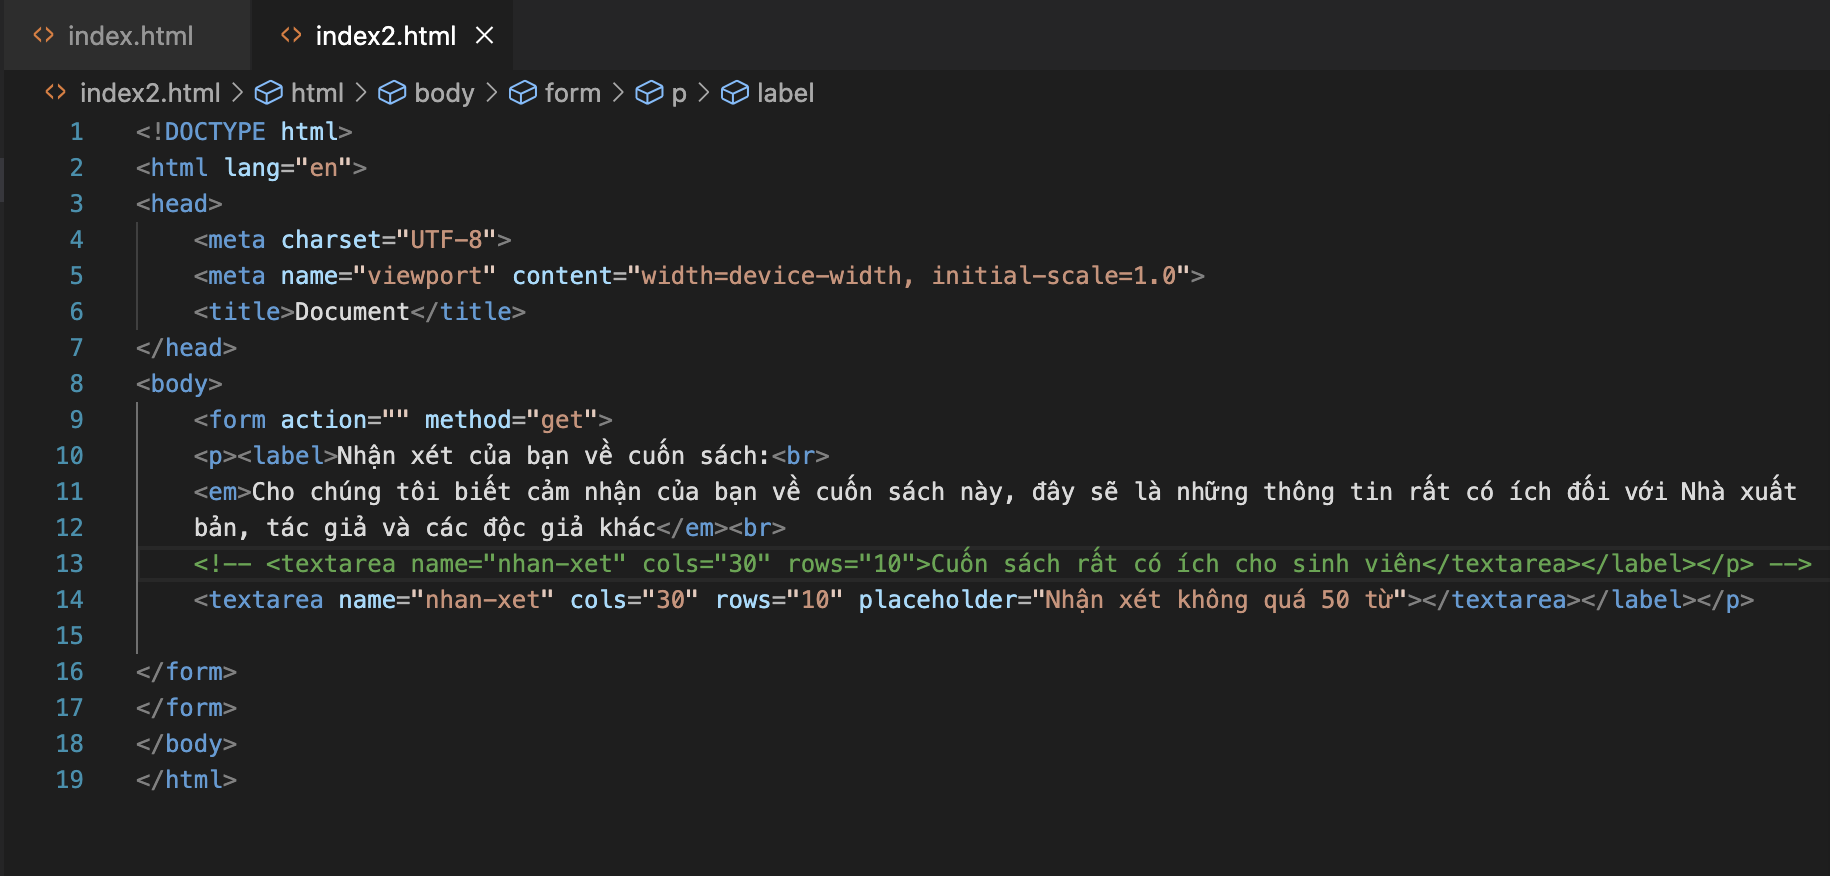 index.html
index2.html
index2.html > html > body > form > p > label
1 <!DOCTYPE html>
2 <html lang="en">
3 <head>
4 <meta charset="UTF-8">
5 <meta name="viewport" content="width=device-width, initial-scale=1.0">
6 <title>Document</title>
7 </head>
8 <body>
9 <form action="" method="get">
10 <p><label>Nhận xét của bạn về cuốn sách:<br>
11 <em>Cho chúng tôi biết cảm nhận của bạn về cuốn sách này, đây sẽ là những thông tin rất có ích đối với Nhà xuất
12 bản, tác giả và các độc giả khác</em><br>
13 <!-- <textarea name="nhan-xet" cols="30" rows="10">Cuốn sách rất có ích cho sinh viên</textarea></label></p> -->
14 <textarea name="nhan-xet" cols="30" rows="10" placeholder="Nhận xét không quá 50 từ"></textarea></label></p>
15
16 </form>
17 </form>
18 </body>
19 </html>